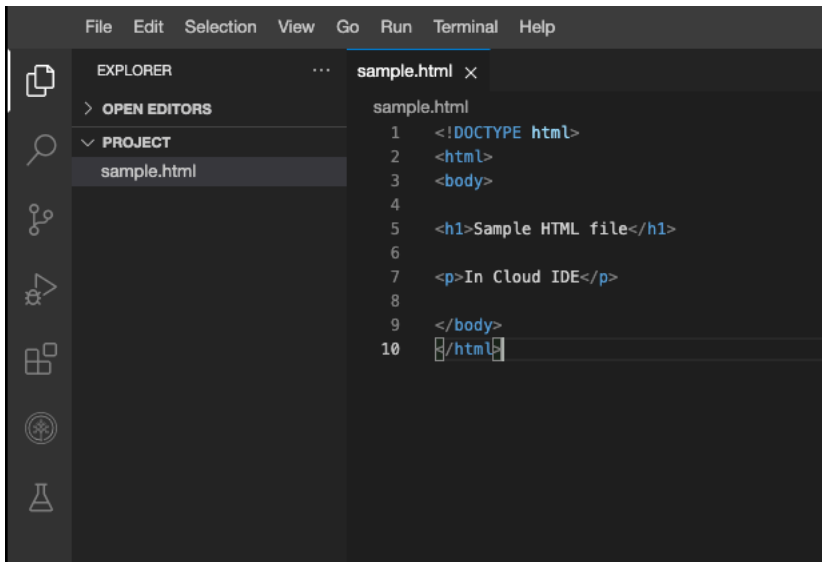 File Edit Selection View Go Run Terminal Help
EXPLORER ···
OPEN EDITORS
PROJECT
sample.html
sample.html
sample.html
1 <!DOCTYPE html>
2 <html>
3 <body>
4
5 <h1>Sample HTML file</h1>
6
7 <p>In Cloud IDE</p>
8
9 </body>
10 </html>